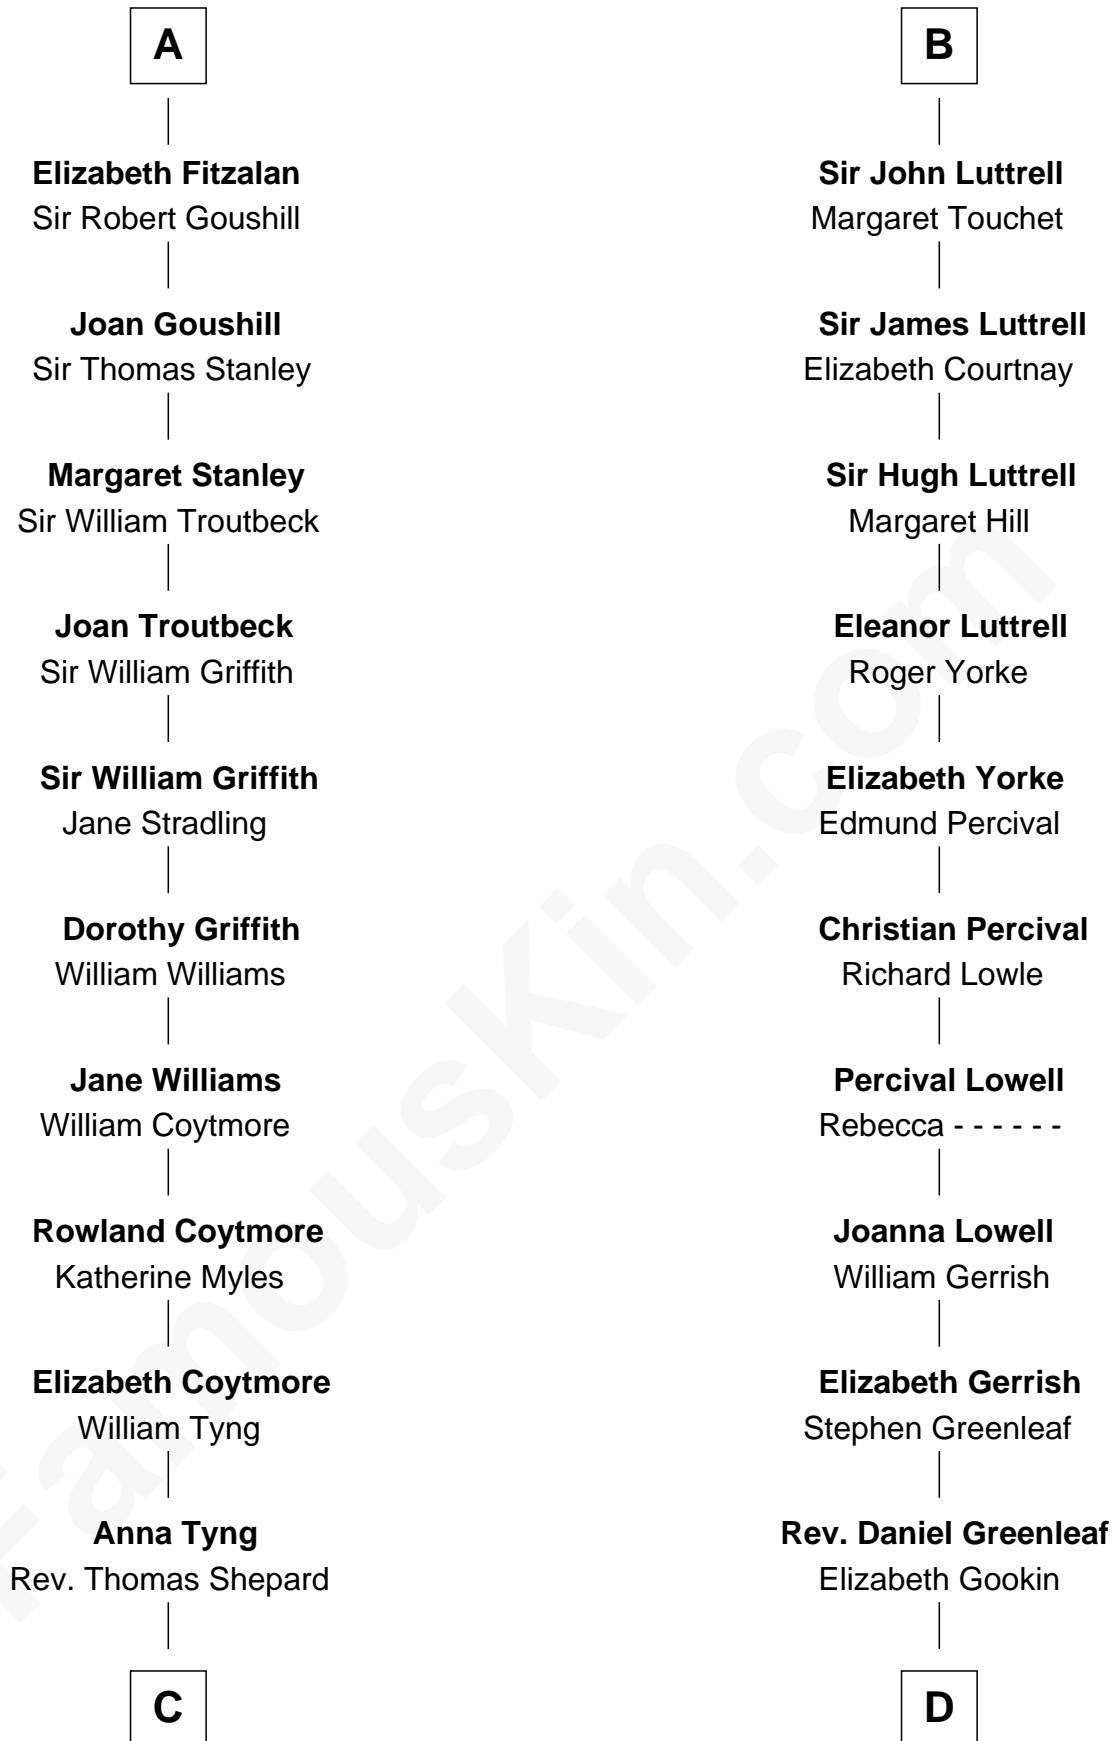 A
Elizabeth Fitzalan
Sir Robert Goushill
Joan Goushill
Sir Thomas Stanley
Margaret Stanley
Sir William Troutbeck
Joan Troutbeck
Sir William Griffith
Sir William Griffith
Jane Stradling
Dorothy Griffith
William Williams
Jane Williams
William Coytmore
Rowland Coytmore
Katherine Myles
Elizabeth Coytmore
William Tyng
Anna Tyng
Rev. Thomas Shepard
C
B
Sir John Luttrell
Margaret Touchet
Sir James Luttrell
Elizabeth Courtnay
Sir Hugh Luttrell
Margaret Hill
Eleanor Luttrell
Roger Yorke
Elizabeth Yorke
Edmund Percival
Christian Percival
Richard Lowle
Percival Lowell
Rebecca - - - - - -
Joanna Lowell
William Gerrish
Elizabeth Gerrish
Stephen Greenleaf
Rev. Daniel Greenleaf
Elizabeth Gookin
D
FamousKin.com